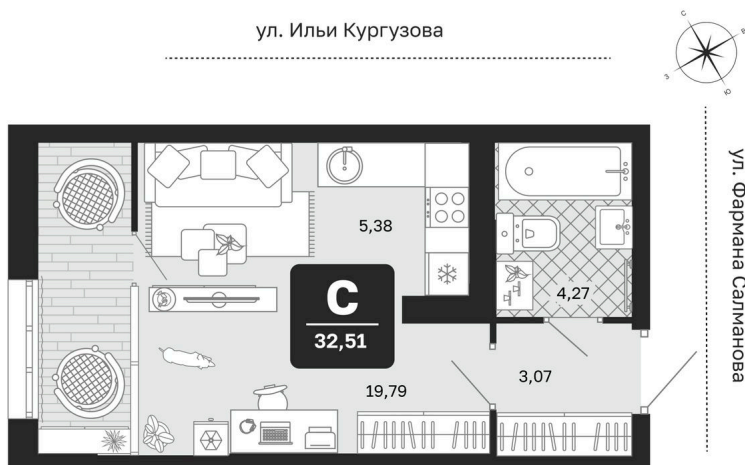 ул. Ильи Кургузова
С
В
З
Ю
ул. Фармана Салманова
5,38
С
32,51
4,27
19,79
3,07